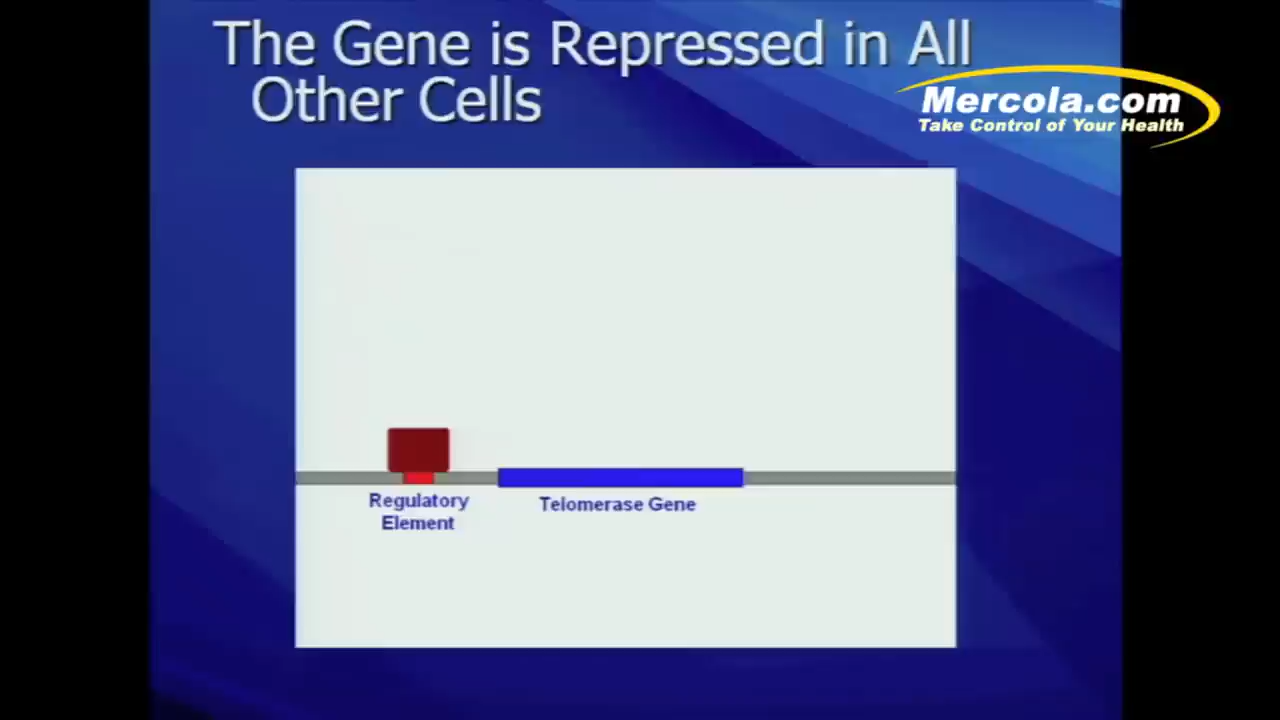 The Gene is Repressed in All
Other Cells
Mercola.com
Take Control of Your Health
Regulatory
Element
Telomerase Gene